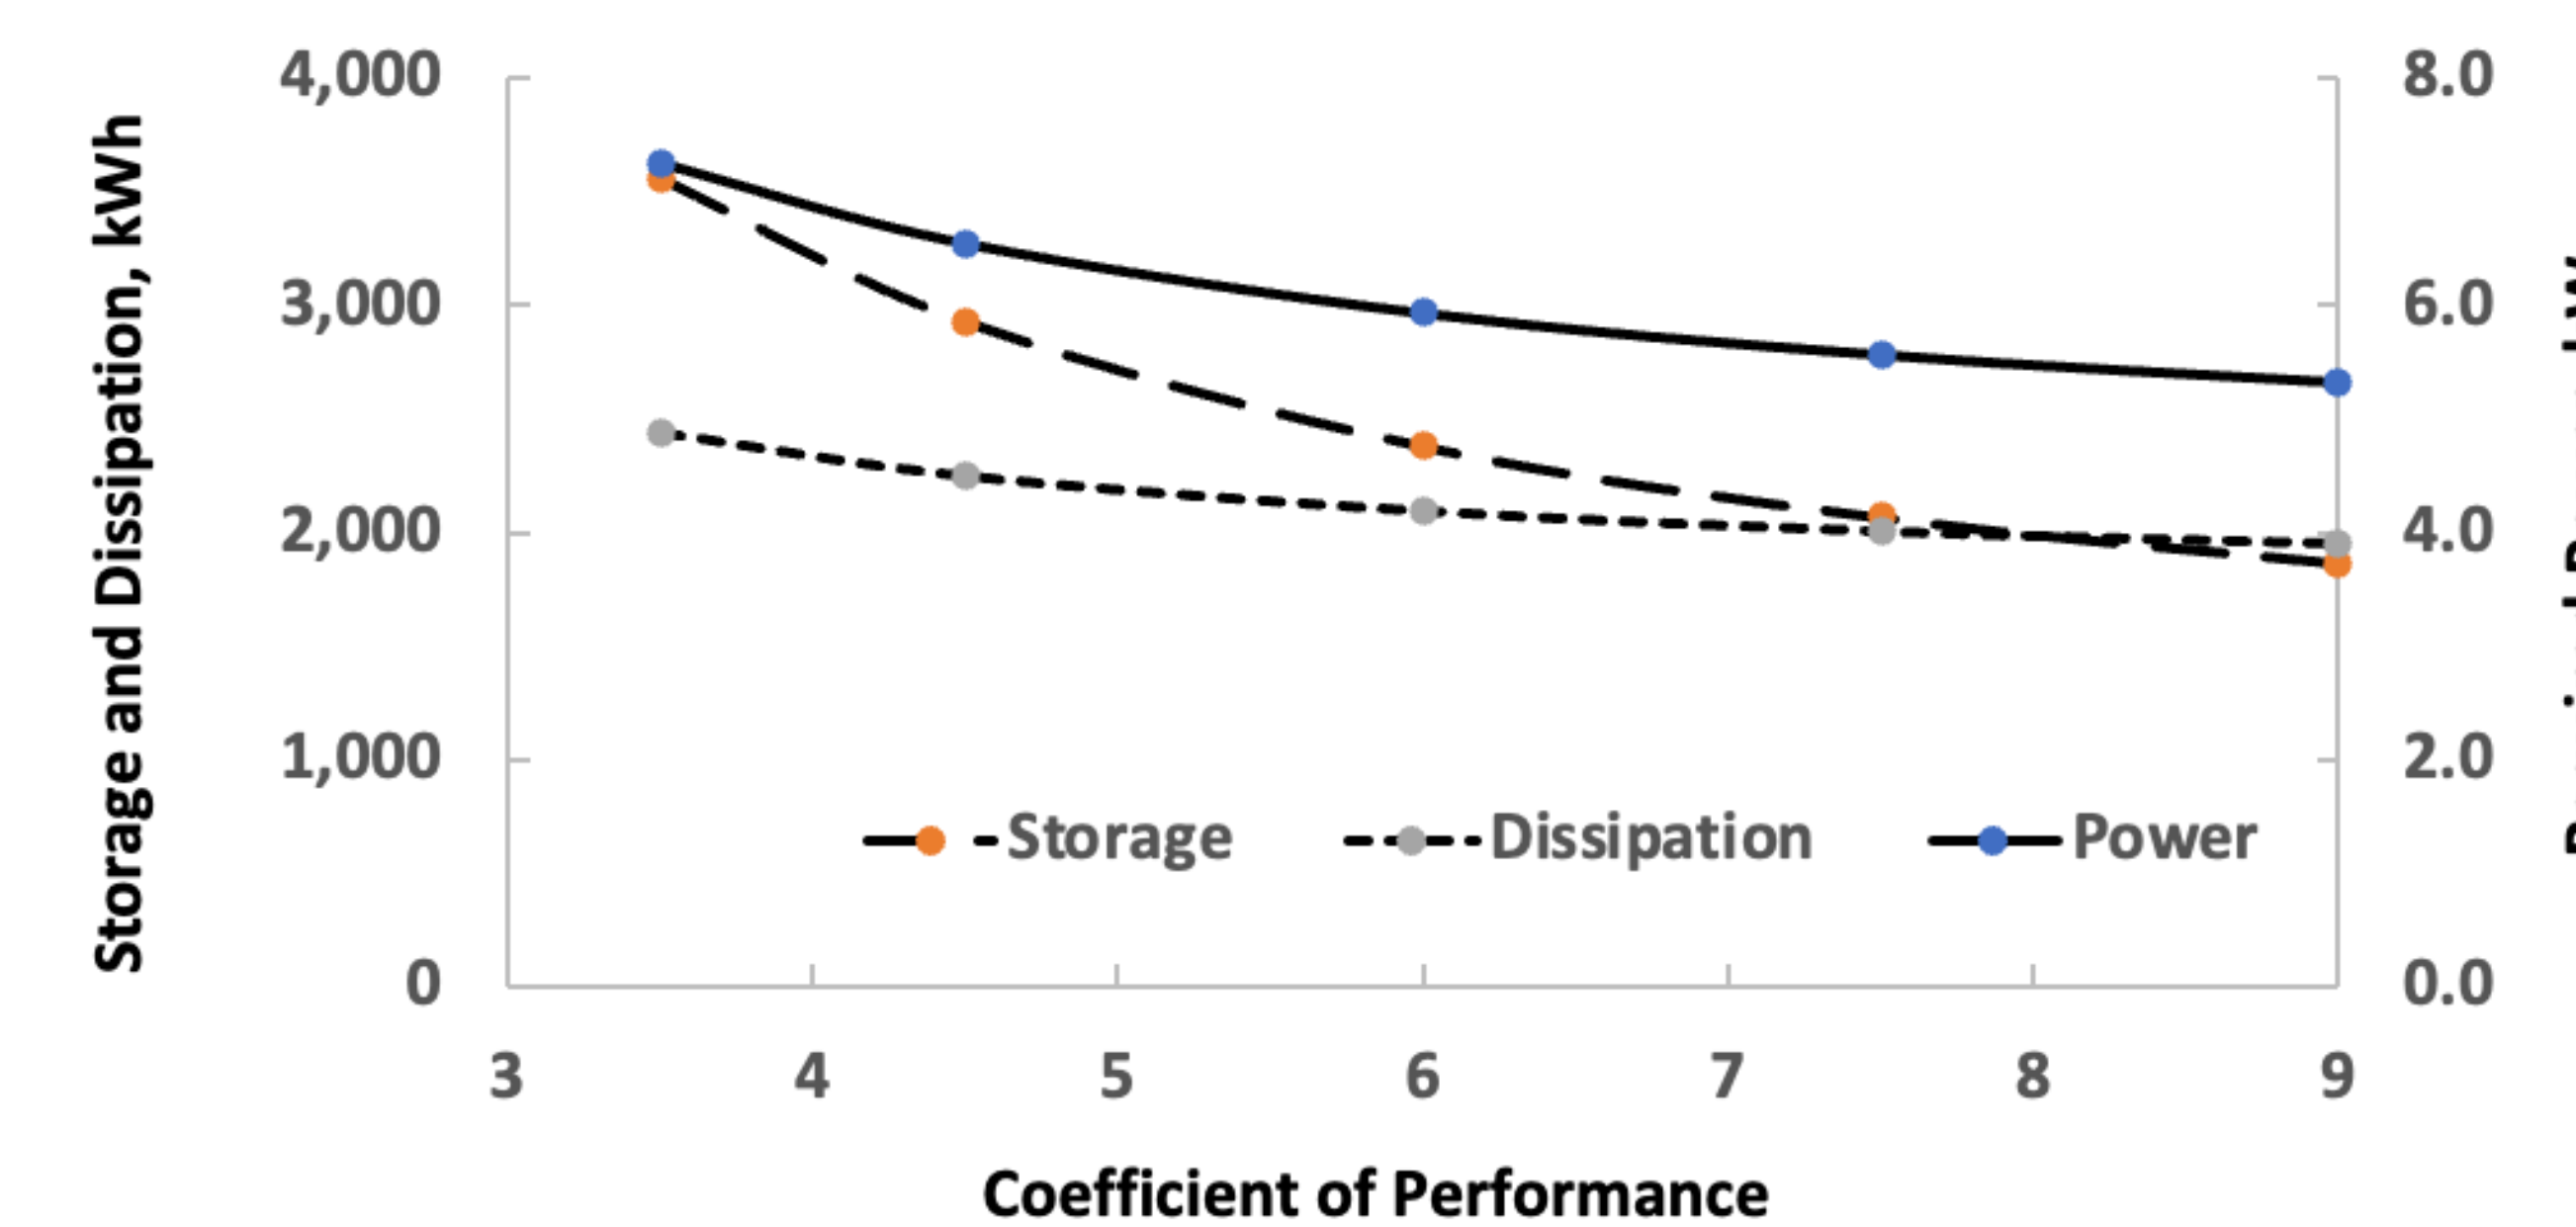 Storage and Dissipation, kWh
4,000
3,000
2,000
1,000
0
8.0
6.0
4.0
2.0
0.0
Storage
Dissipation
Power
3 4 5 6 7 8 9
Coefficient of Performance